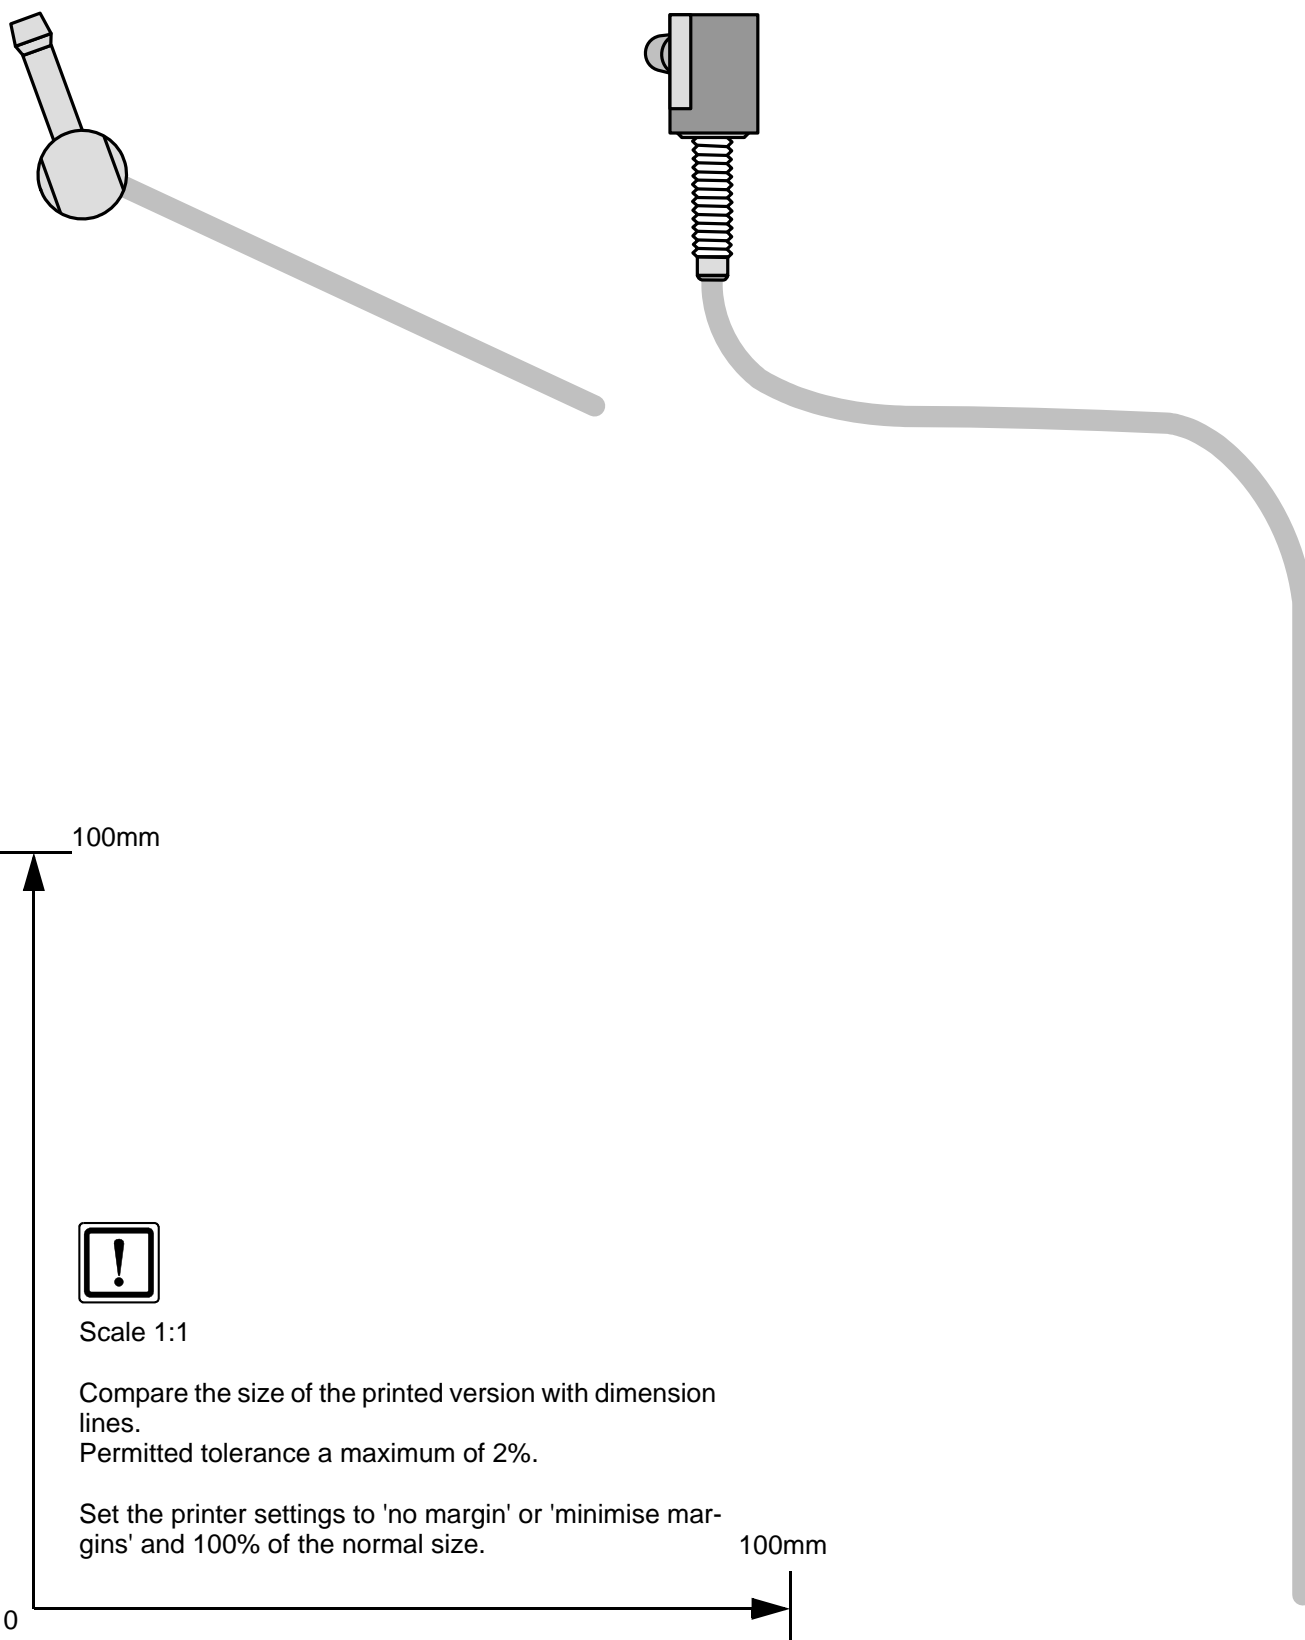 100mm
!
Scale 1:1
Compare the size of the printed version with dimension
lines.
Permitted tolerance a maximum of 2%.
Set the printer settings to 'no margin' or 'minimise mar-
gins' and 100% of the normal size.
100mm
0